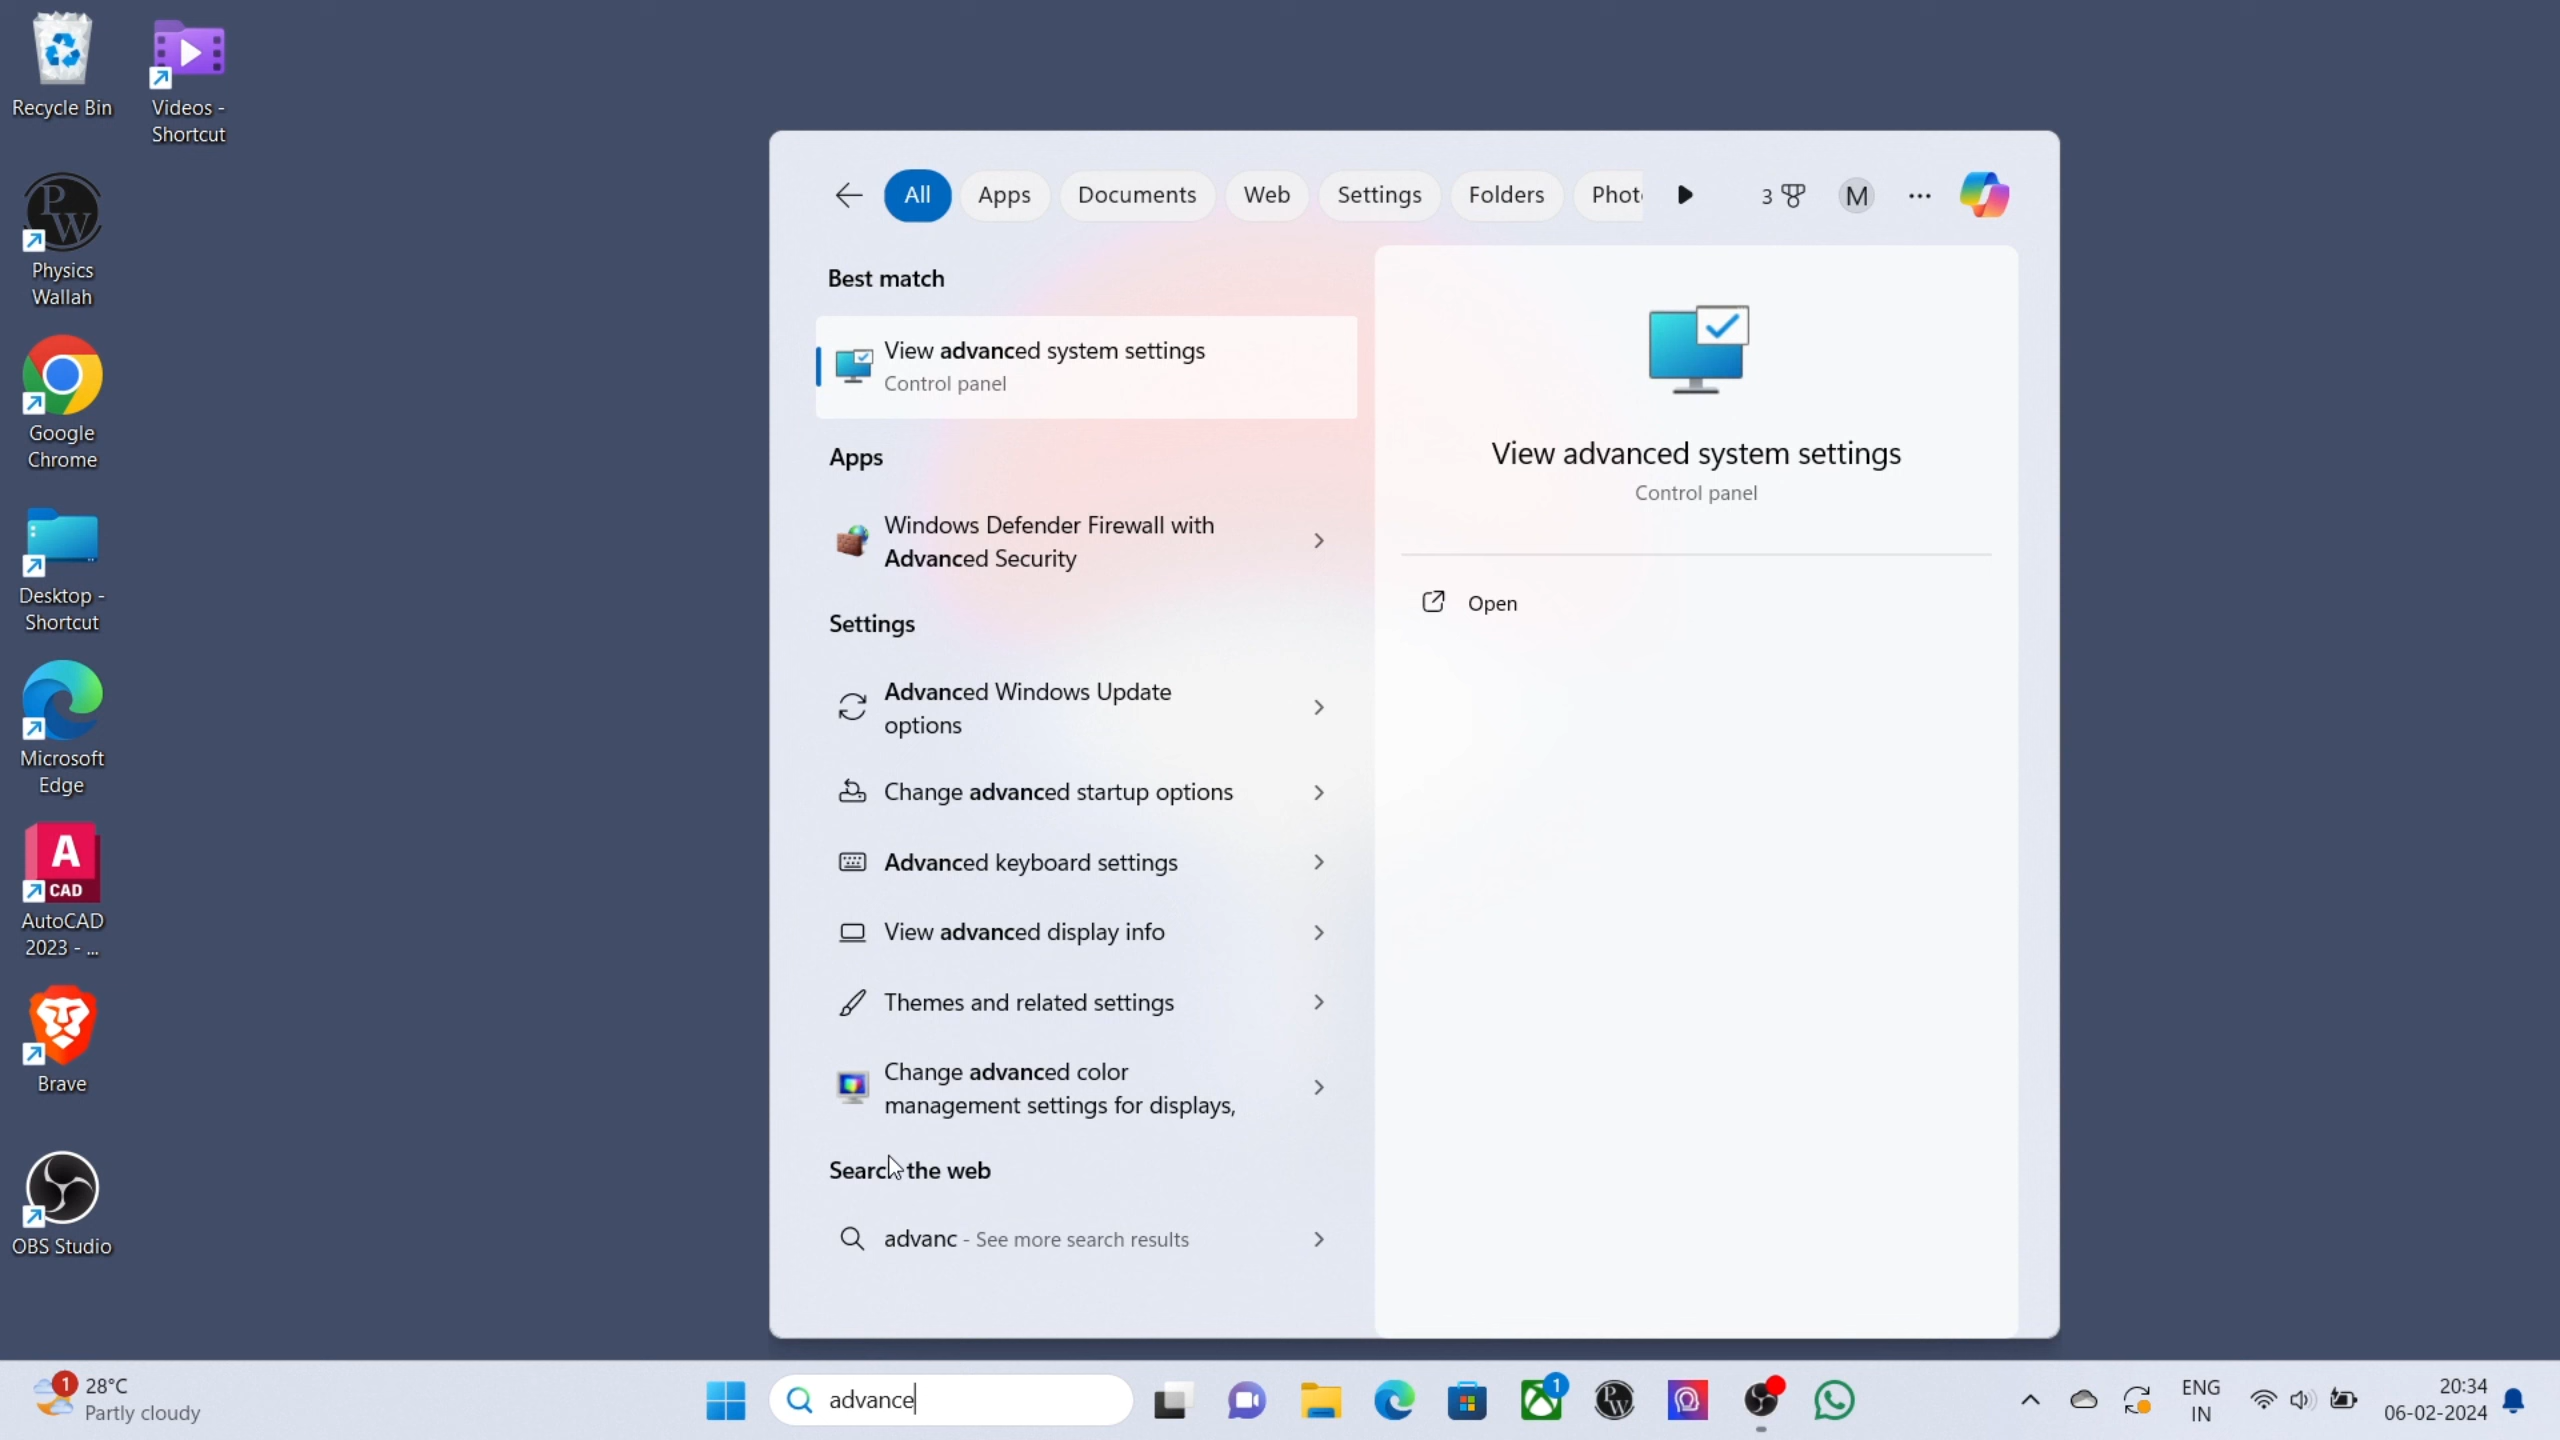 Recycle Bin
Videos -
Shortcut
Physics
Wallah
Google
Chrome
Desktop -
Shortcut
Microsoft
Edge
A
CAD
AutoCAD
2023 - ...
Brave
OBS Studio
All
Apps
Documents
Web
Settings
Folders
Phot
3
M
...
Best match
View advanced system settings
Control panel
Apps
Windows Defender Firewall with
Advanced Security
Settings
Advanced Windows Update
options
Change advanced startup options
Advanced keyboard settings
View advanced display info
Themes and related settings
Change advanced color
management settings for displays,
Search the web
advanc - See more search results
View advanced system settings
Control panel
Open
1
28°C
Partly cloudy
advance
1
ENG
IN
20:34
06-02-2024